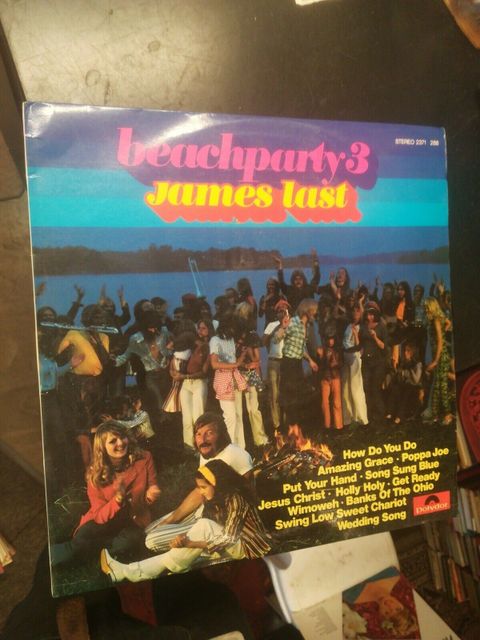 STEREO 2371 288
beachparty 3
james last
How Do You Do
Amazing Grace · Poppa Joe
Put Your Hand · Song Sung Blue
Jesus Christ · Holly Holy · Get Ready
Wimoweh · Banks Of The Ohio
Swing Low Sweet Chariot
Wedding Song
Polydor